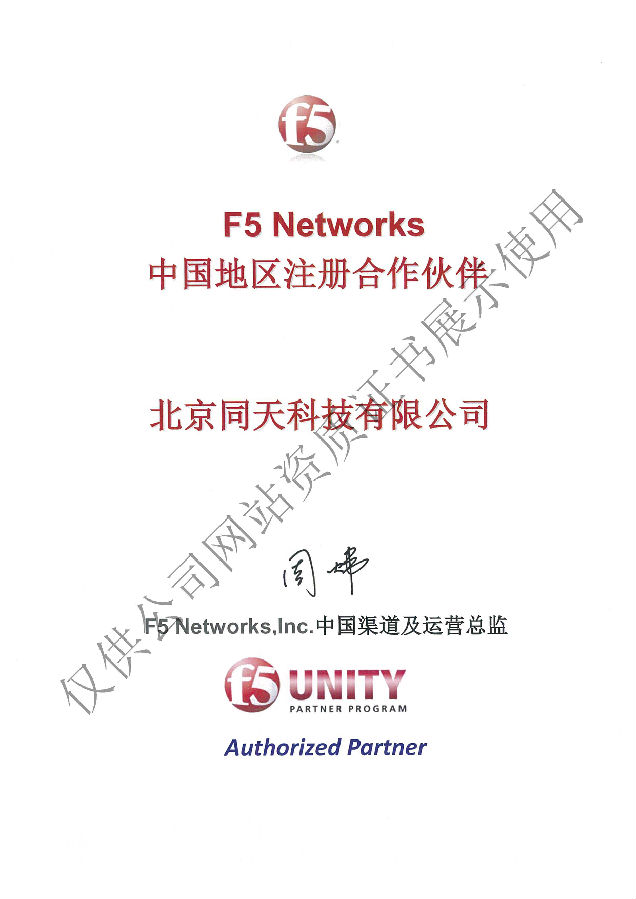 f5
F5 Networks
中国地区注册合作伙伴
北京同天科技有限公司
仅供公司网站资质证书展示使用
F5 Networks,Inc.中国渠道及运营总监
f5 UNITY
PARTNER PROGRAM
Authorized Partner